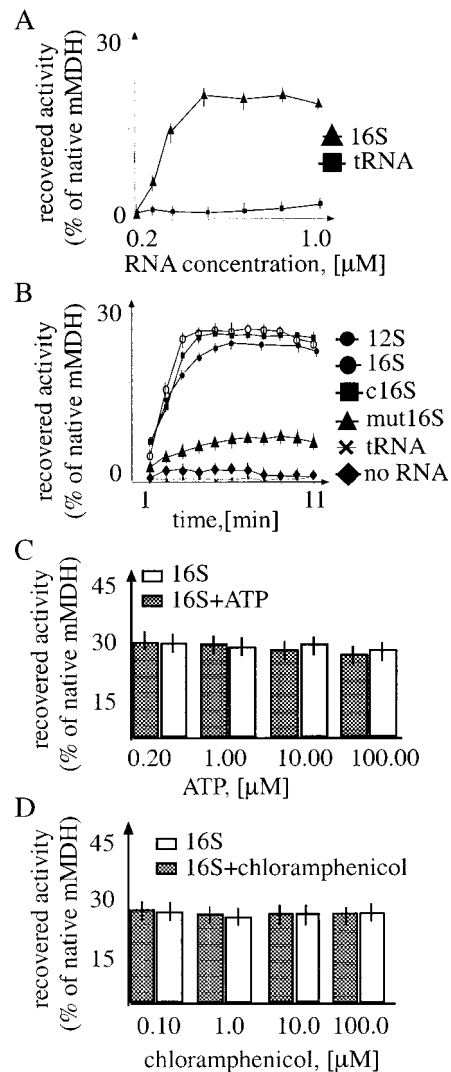 A
recovered activity
(% of native mMDH)
30
0
0.2
1.0
RNA concentration, [µM]
16S
tRNA
B
recovered activity
(% of native mMDH)
30
0
1
11
time,[min]
12S
16S
c16S
mut16S
tRNA
no RNA
C
recovered activity
(% of native mMDH)
45
30
15
16S
16S+ATP
0.20 1.00 10.00 100.00
ATP, [µM]
D
recovered activity
(% of native mMDH)
45
30
15
16S
16S+chloramphenicol
0.10 1.0 10.0 100.0
chloramphenicol, [µM]